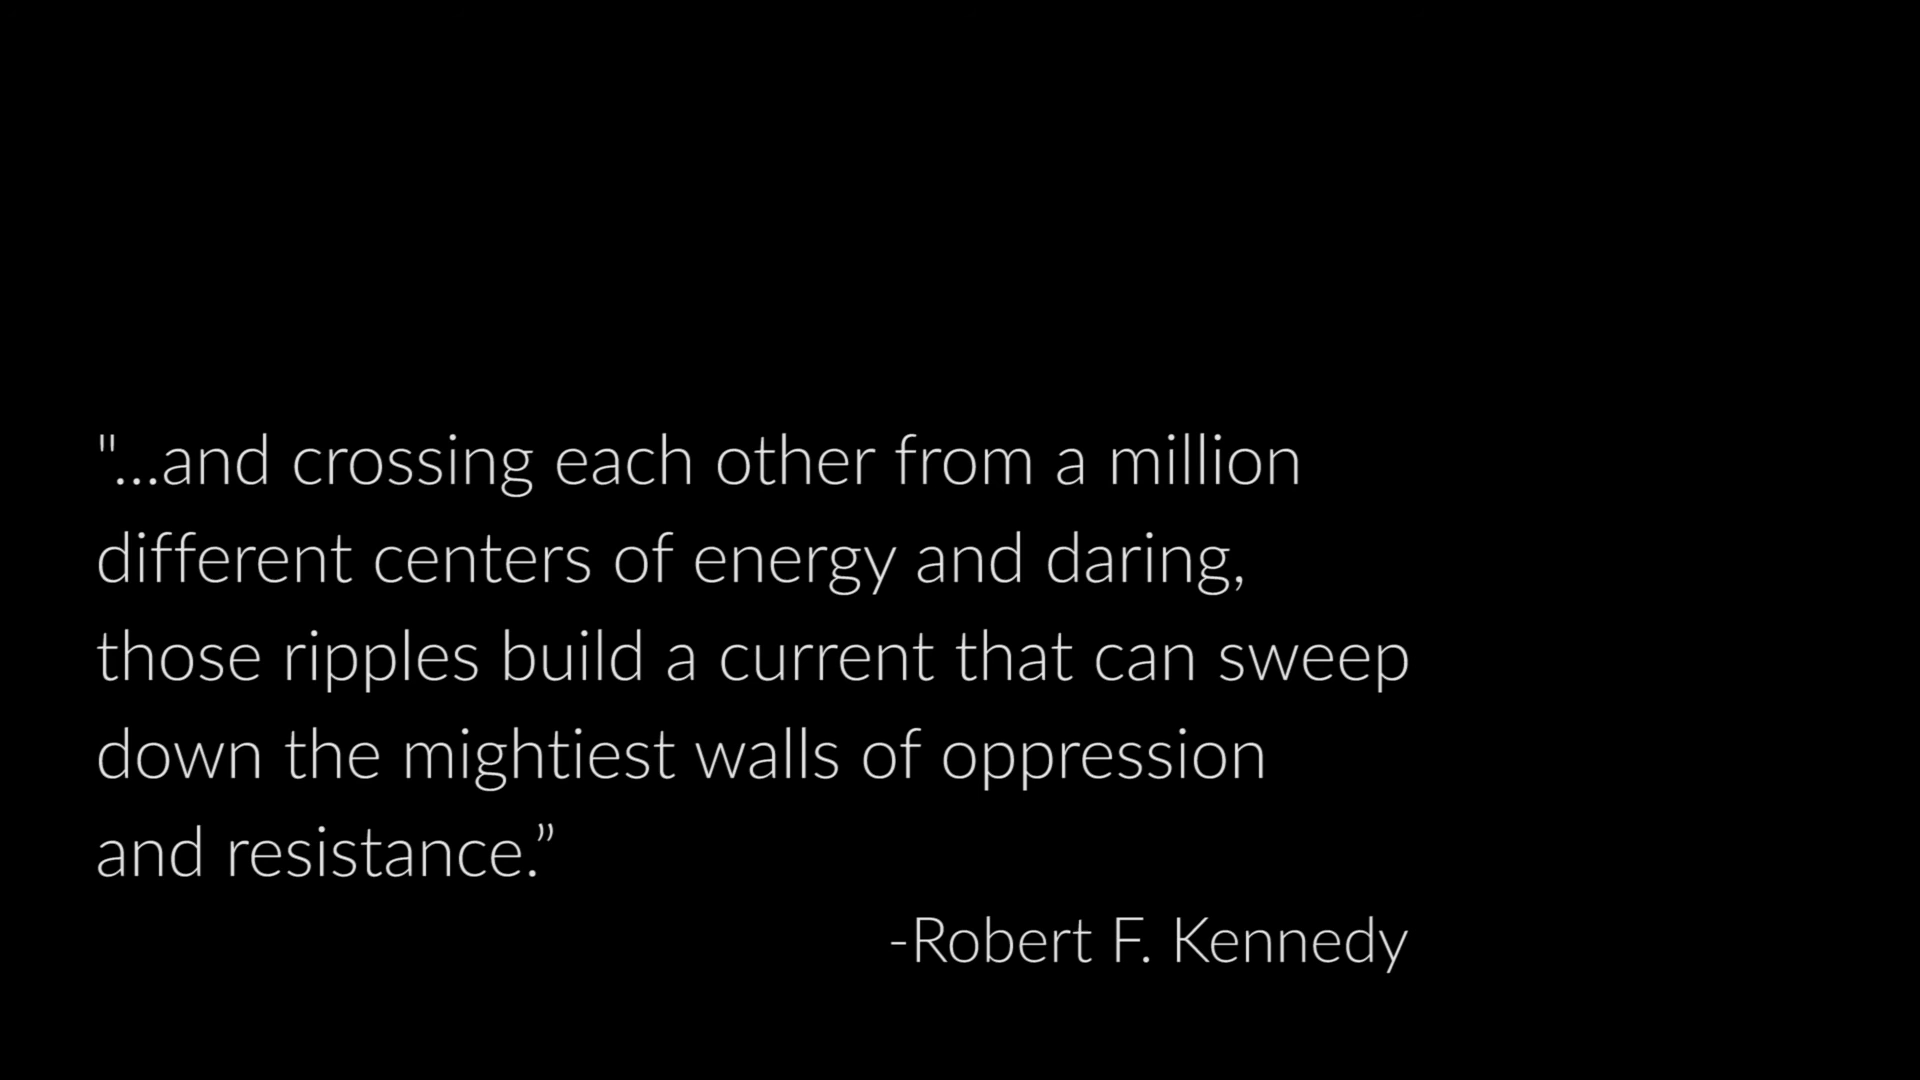 "...and crossing each other from a million
different centers of energy and daring,
those ripples build a current that can sweep
down the mightiest walls of oppression
and resistance.”
-Robert F. Kennedy